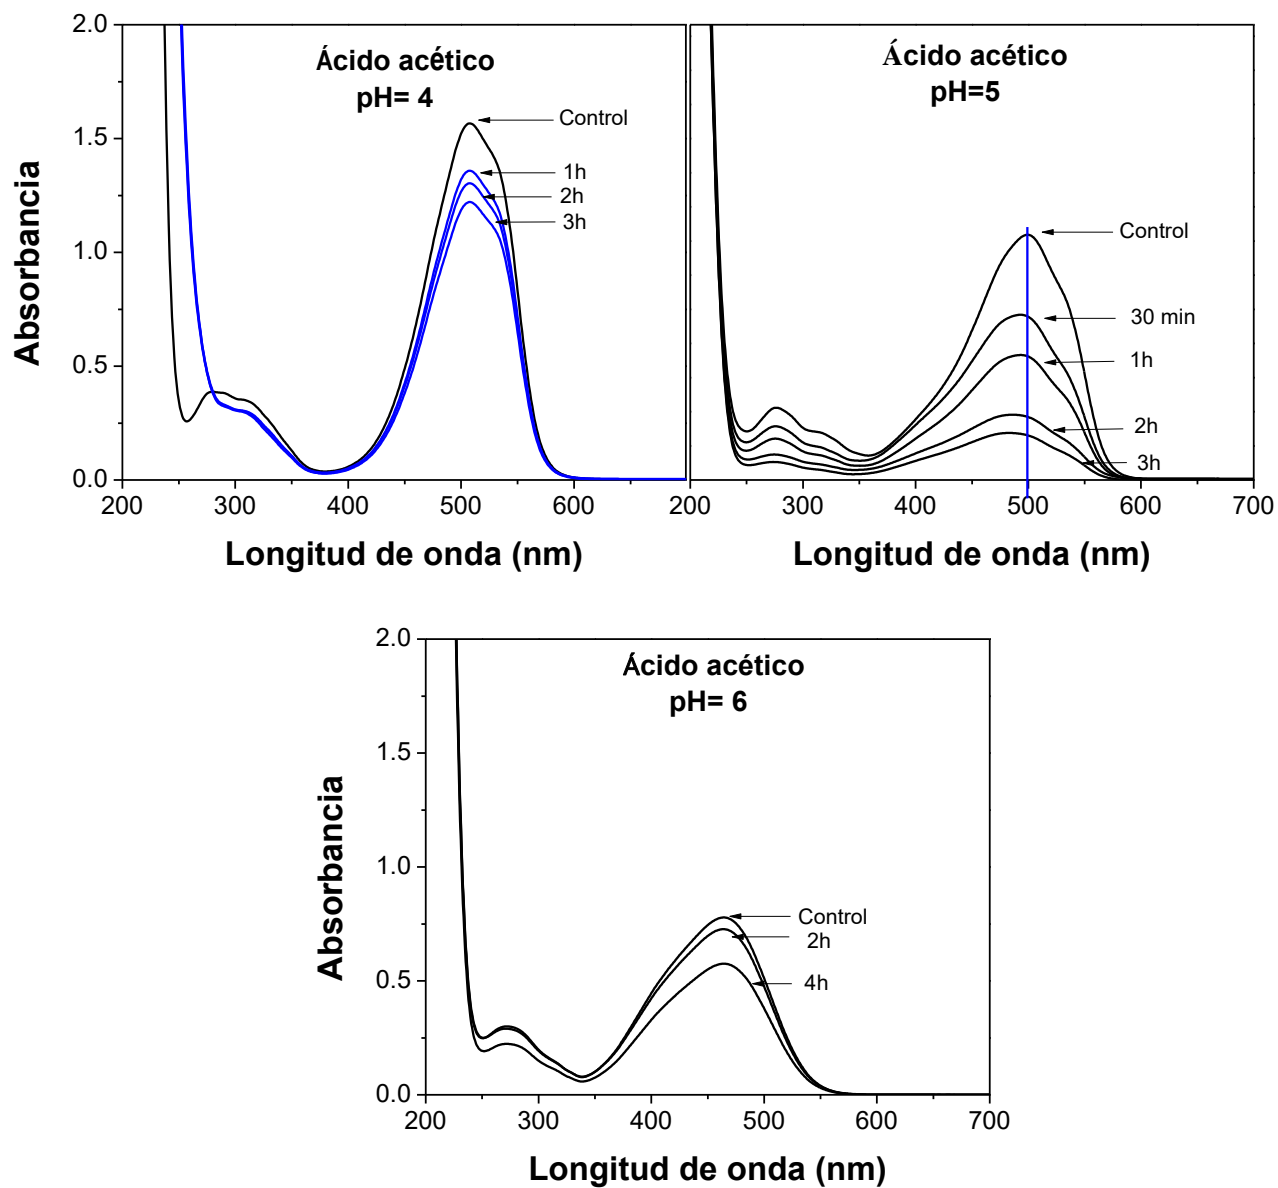 Ácido acético
pH= 4
Control
1h
2h
3h
2.0
1.5
1.0
0.5
0.0
Absorbancia
200 300 400 500 600
Longitud de onda (nm)
Ácido acético
pH=5
Control
30 min
1h
2h
3h
200 300 400 500 600 700
Longitud de onda (nm)
Ácido acético
pH= 6
Control
2h
4h
2.0
1.5
1.0
0.5
0.0
Absorbancia
200 300 400 500 600 700
Longitud de onda (nm)